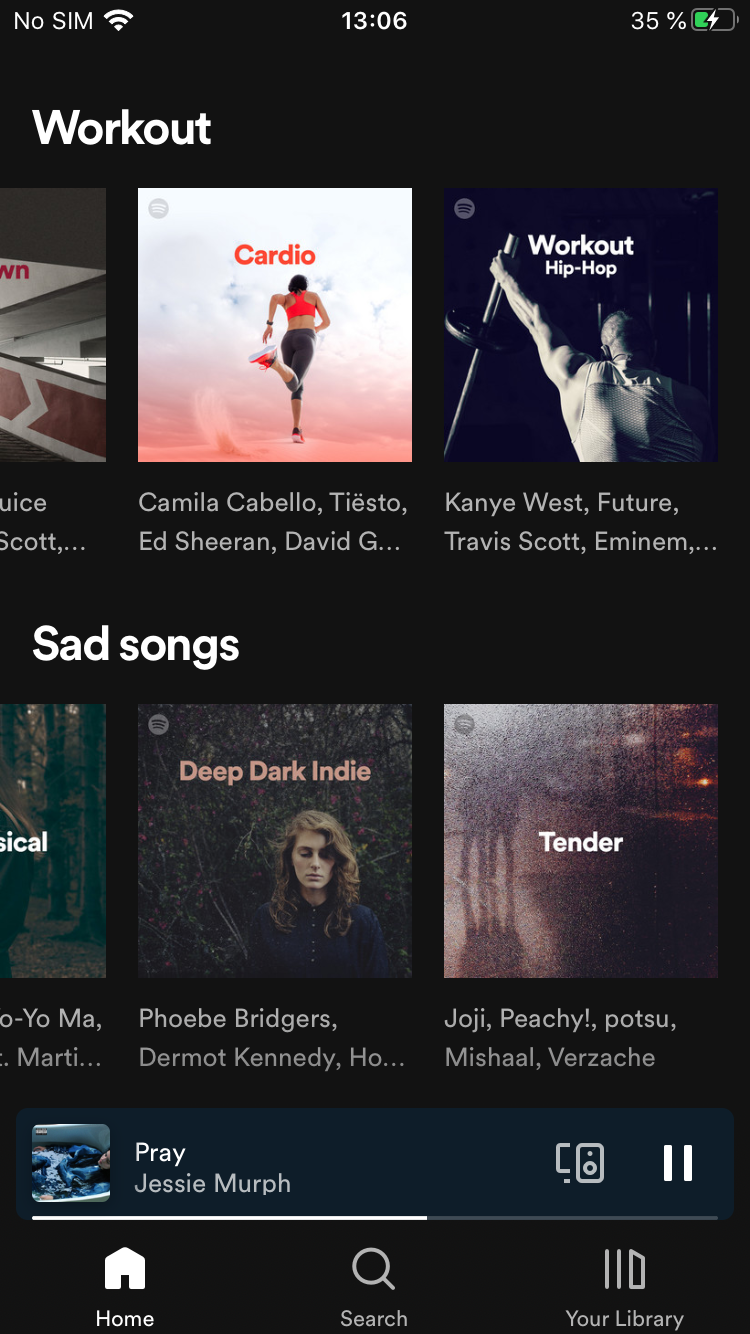 No SIM 13:06 35 %
Workout
wn
Cardio
Workout
Hip-Hop
uice
Scott,...
Camila Cabello, Tiësto,
Ed Sheeran, David G...
Kanye West, Future,
Travis Scott, Eminem,...
Sad songs
sical
Deep Dark Indie
Tender
o-Yo Ma,
t. Marti...
Phoebe Bridgers,
Dermot Kennedy, Ho...
Joji, Peachy!, potsu,
Mishaal, Verzache
Pray
Jessie Murph
Home
Search
Your Library